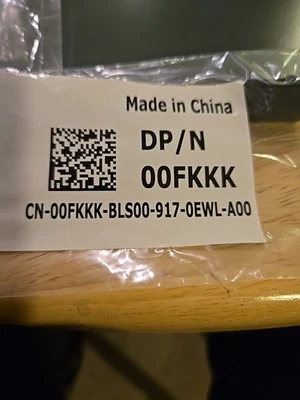 Made in China
DP/N
00FKKK
CN-00FKKK-BLS00-917-0EWL-A00